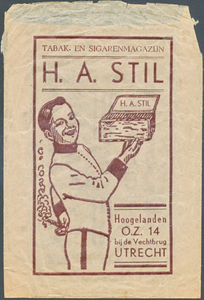 TABAK- EN SIGARENMAGAZIJN
H. A. STIL
H. A. STIL
Hoogelanden
O.Z. 14
bij de Vechtbrug
UTRECHT